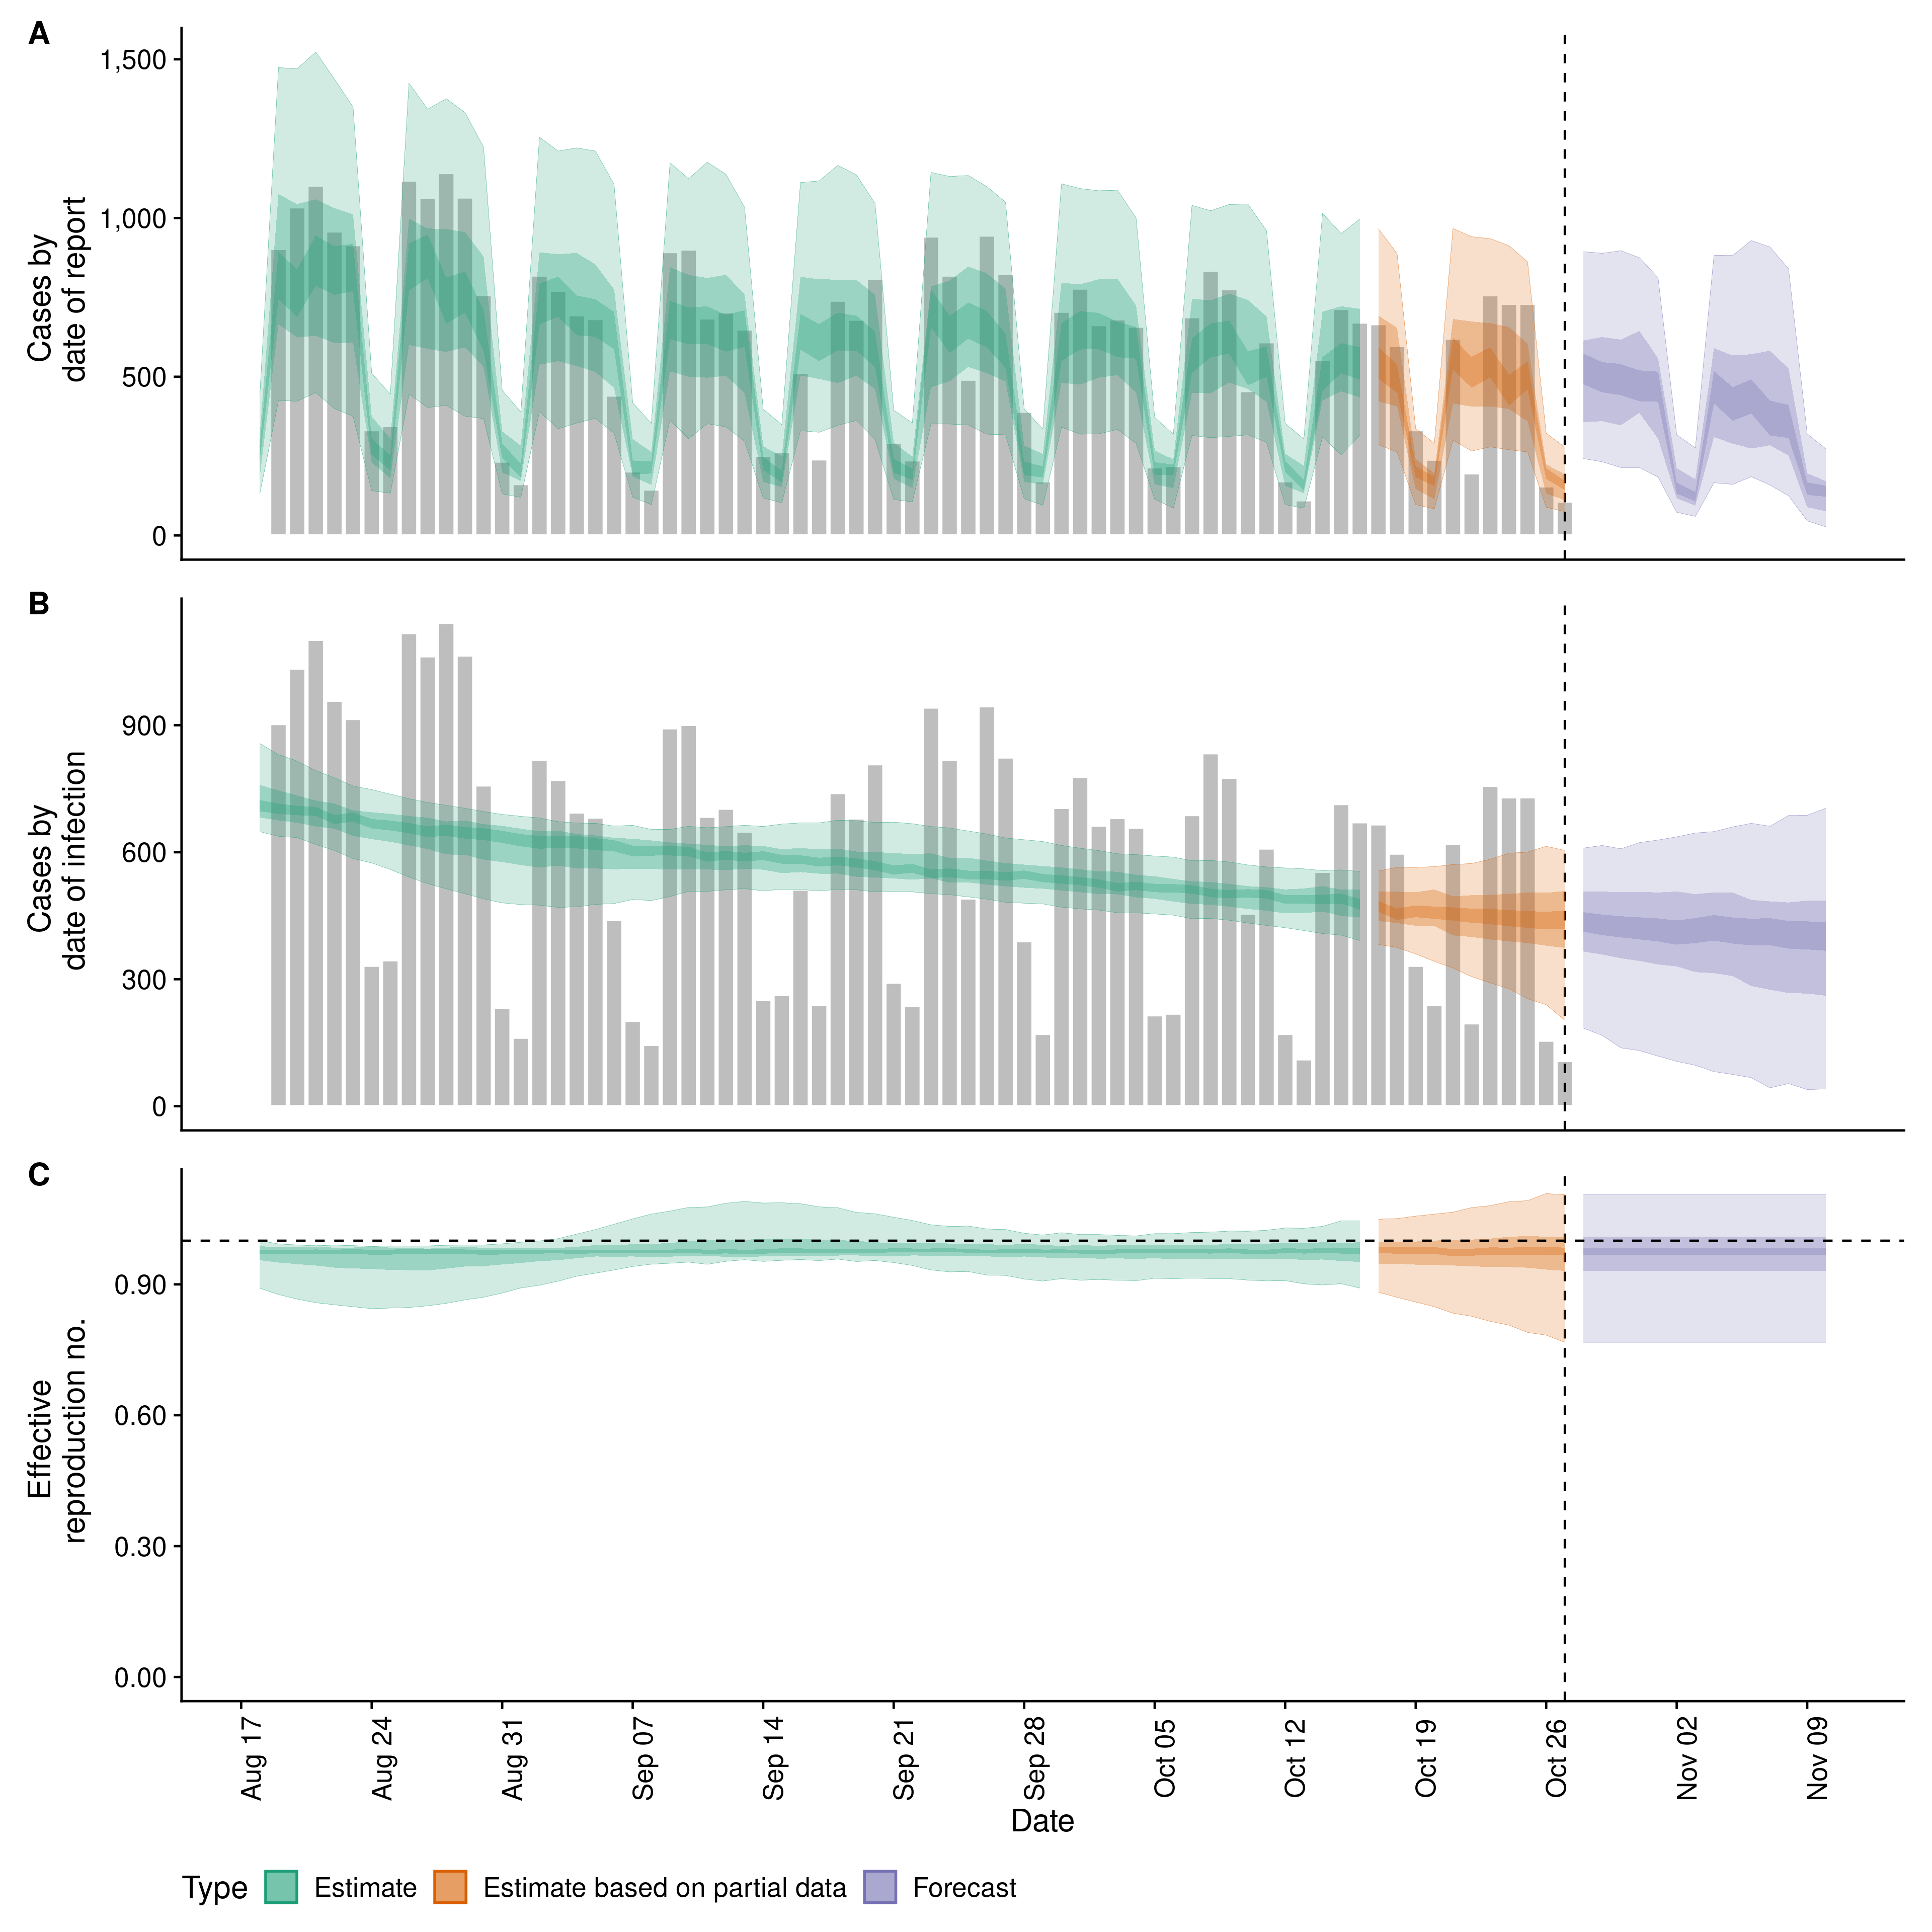 A
1,500
1,000
500
0
Cases by
date of report
B
900
600
300
0
Cases by
date of infection
C
0.90
0.60
0.30
0.00
Effective
reproduction no.
Aug 17
Aug 24
Aug 31
Sep 07
Sep 14
Sep 21
Sep 28
Oct 05
Oct 12
Oct 19
Oct 26
Nov 02
Nov 09
Date
Type
Estimate
Estimate based on partial data
Forecast